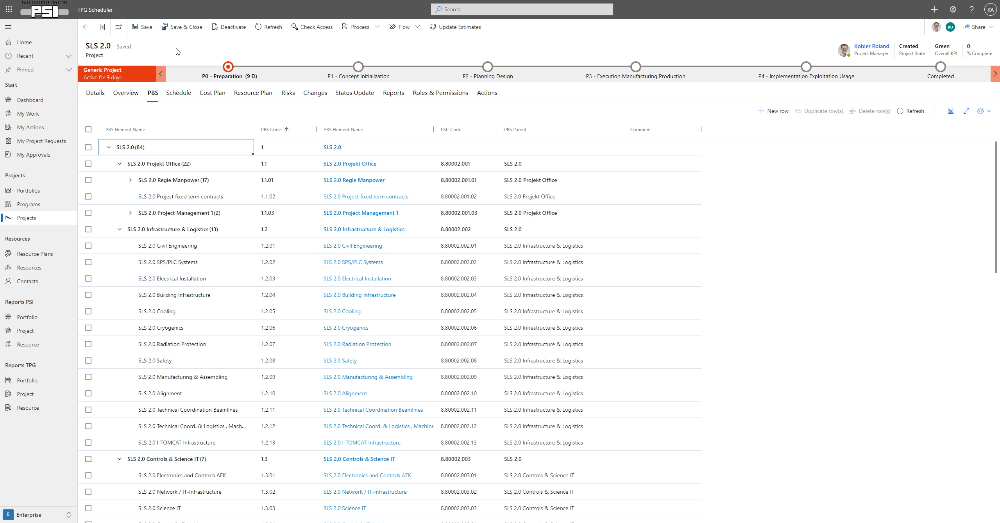 PAUL SCHERRER INSTITUT
PSI
TPG Scheduler
Search
KA
Save
Save & Close
Deactivate
Refresh
Check Access
Process
Flow
Update Estimates
BU
Share
Home
Recent
Pinned
Start
Dashboard
My Work
My Actions
My Project Requests
My Approvals
Projects
Portfolios
Programs
Projects
Resources
Resource Plans
Resources
Contacts
Reports PSI
Portfolio
Project
Resource
Reports TPG
Portfolio
Project
Resource
E Enterprise
SLS 2.0 - Saved
Project
Kobler Roland
Project Manager
Created
Project State
Green
Overall KPI
0
% Complete
Generic Project
Active for 9 days
P0 - Preparation (9 D)
P1 - Concept Initialization
P2 - Planning Design
P3 - Execution Manufacturing Production
P4 - Implementation Exploitation Usage
Completed
Details Overview PBS Schedule Cost Plan Resource Plan Risks Changes Status Update Reports Roles & Permissions Actions
New row Duplicate row(s) Delete row(s) Refresh
PBS Element Name PBS Code PBS Element Name PSP-Code PBS Parent Comment
SLS 2.0 (84) 1 SLS 2.0
SLS 2.0 Projekt Office (22) 1.1 SLS 2.0 Projekt Office 8.80002.001 SLS 2.0
SLS 2.0 Regie Manpower (17) 1.1.01 SLS 2.0 Regie Manpower 8.80002.001.01 SLS 2.0 Projekt Office
SLS 2.0 Project fixed term contracts 1.1.02 SLS 2.0 Project fixed term contracts 8.80002.001.02 SLS 2.0 Projekt Office
SLS 2.0 Project Management 1 (2) 1.1.03 SLS 2.0 Project Management 1 8.80002.001.03 SLS 2.0 Projekt Office
SLS 2.0 Infrastructure & Logistics (13) 1.2 SLS 2.0 Infrastructure & Logistics 8.80002.002 SLS 2.0
SLS 2.0 Civil Engineering 1.2.01 SLS 2.0 Civil Engineering 8.80002.002.01 SLS 2.0 Infrastructure & Logistics
SLS 2.0 SPS/PLC Systems 1.2.02 SLS 2.0 SPS/PLC Systems 8.80002.002.02 SLS 2.0 Infrastructure & Logistics
SLS 2.0 Electrical Installation 1.2.03 SLS 2.0 Electrical Installation 8.80002.002.03 SLS 2.0 Infrastructure & Logistics
SLS 2.0 Building Infrastructure 1.2.04 SLS 2.0 Building Infrastructure 8.80002.002.04 SLS 2.0 Infrastructure & Logistics
SLS 2.0 Cooling 1.2.05 SLS 2.0 Cooling 8.80002.002.05 SLS 2.0 Infrastructure & Logistics
SLS 2.0 Cryogenics 1.2.06 SLS 2.0 Cryogenics 8.80002.002.06 SLS 2.0 Infrastructure & Logistics
SLS 2.0 Radiation Protection 1.2.07 SLS 2.0 Radiation Protection 8.80002.002.07 SLS 2.0 Infrastructure & Logistics
SLS 2.0 Safety 1.2.08 SLS 2.0 Safety 8.80002.002.08 SLS 2.0 Infrastructure & Logistics
SLS 2.0 Manufacturing & Assembling 1.2.09 SLS 2.0 Manufacturing & Assembling 8.80002.002.09 SLS 2.0 Infrastructure & Logistics
SLS 2.0 Alignment 1.2.10 SLS 2.0 Alignment 8.80002.002.10 SLS 2.0 Infrastructure & Logistics
SLS 2.0 Technical Coordination Beamlines 1.2.11 SLS 2.0 Technical Coordination Beamlines 8.80002.002.11 SLS 2.0 Infrastructure & Logistics
SLS 2.0 Technical Coord. & Logistics , Mach... 1.2.12 SLS 2.0 Technical Coord. & Logistics , Machine 8.80002.002.12 SLS 2.0 Infrastructure & Logistics
SLS 2.0 I-TOMCAT Infrastructure 1.2.13 SLS 2.0 I-TOMCAT Infrastructure 8.80002.002.13 SLS 2.0 Infrastructure & Logistics
SLS 2.0 Controls & Science IT (7) 1.3 SLS 2.0 Controls & Science IT 8.80002.003 SLS 2.0
SLS 2.0 Electronics and Controls AEK 1.3.01 SLS 2.0 Electronics and Controls AEK 8.80002.003.01 SLS 2.0 Controls & Science IT
SLS 2.0 Network / IT-Infrastructure 1.3.02 SLS 2.0 Network / IT-Infrastructure 8.80002.003.02 SLS 2.0 Controls & Science IT
SLS 2.0 Science IT 1.3.03 SLS 2.0 Science IT 8.80002.003.03 SLS 2.0 Controls & Science IT